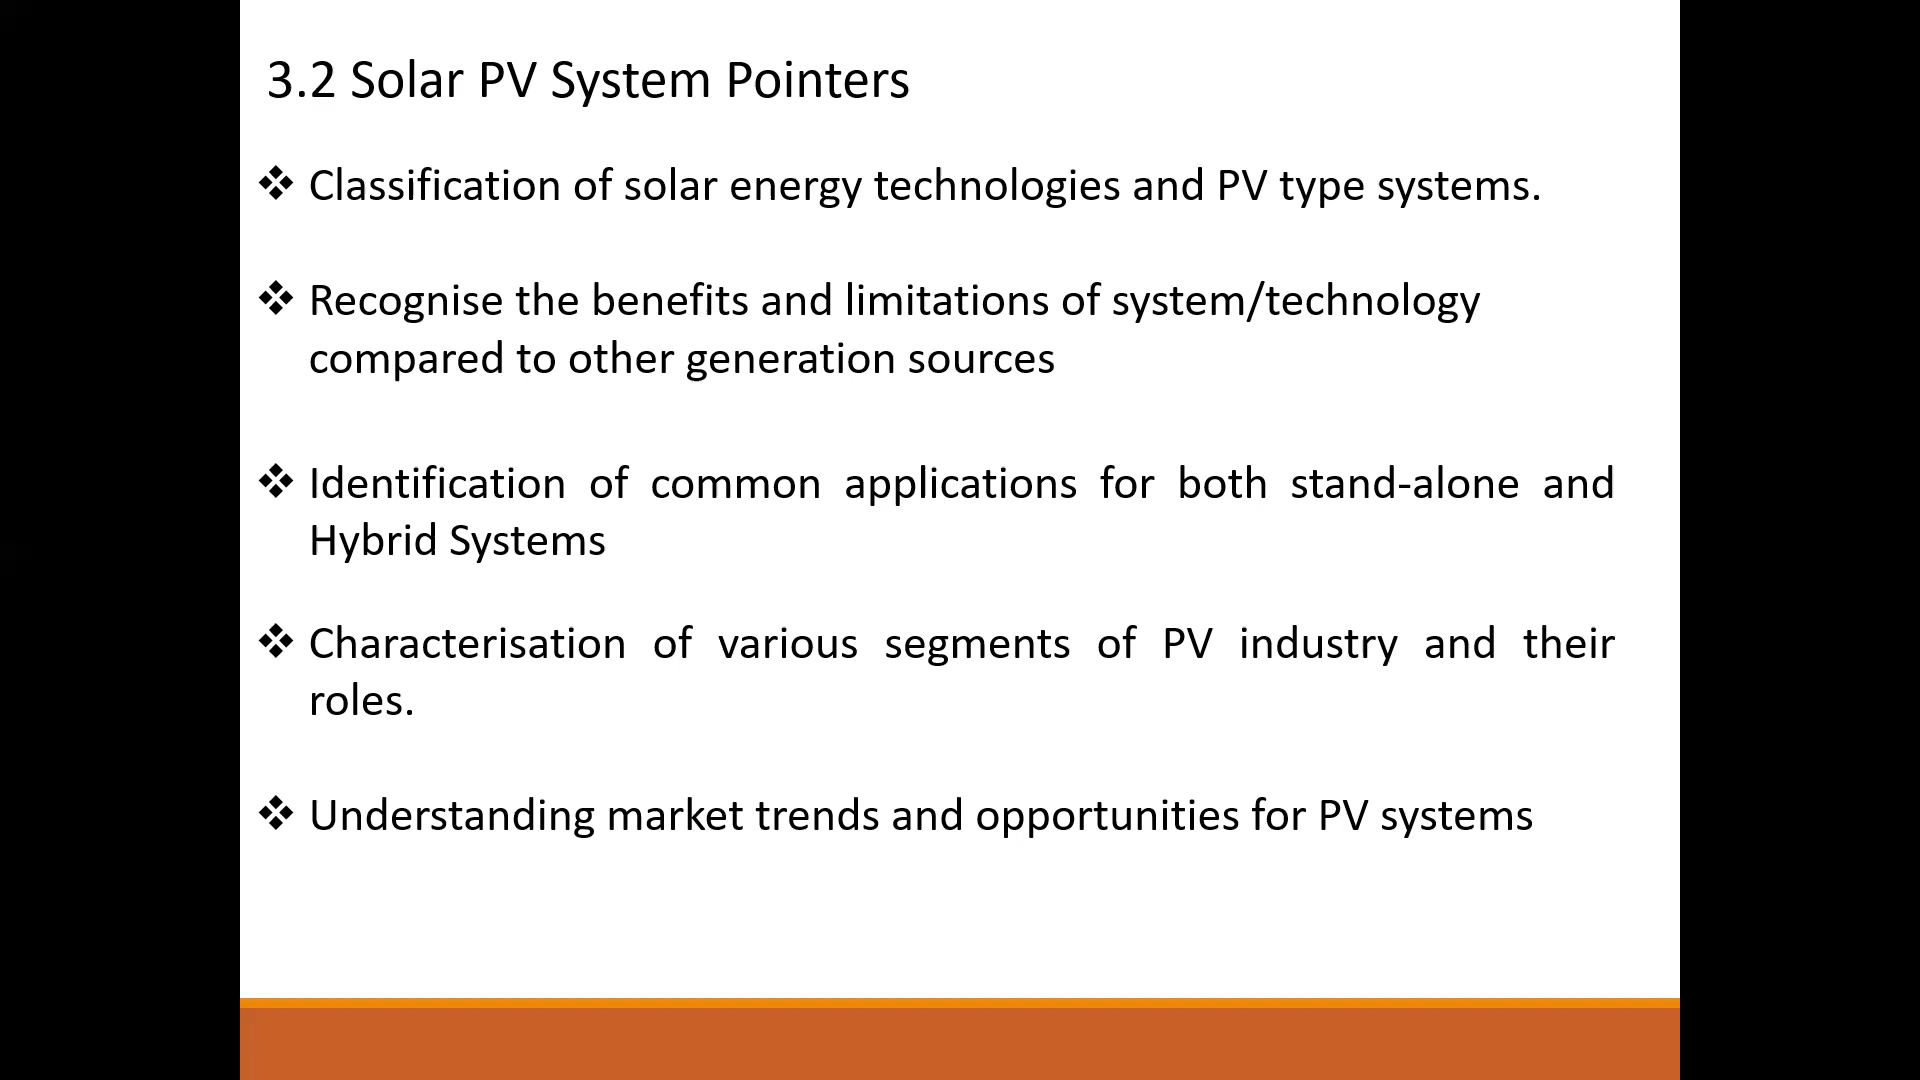 3.2 Solar PV System Pointers
❖ Classification of solar energy technologies and PV type systems.
❖ Recognise the benefits and limitations of system/technology
compared to other generation sources
❖ Identification of common applications for both stand-alone and
Hybrid Systems
❖ Characterisation of various segments of PV industry and their
roles.
❖ Understanding market trends and opportunities for PV systems